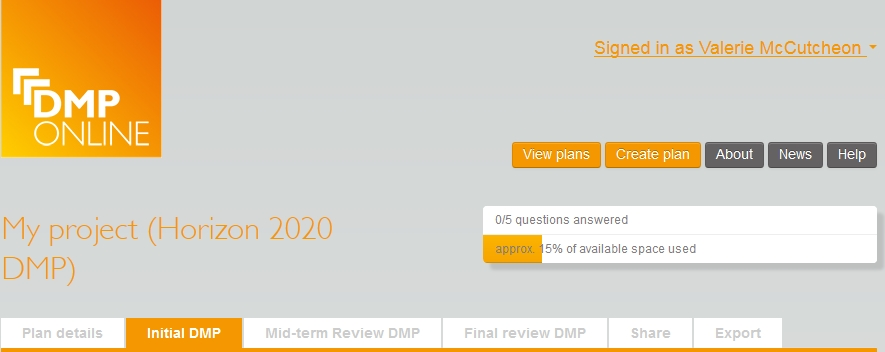 DMP
ONLINE
Signed in as Valerie McCutcheon
View plans Create plan About News Help
My project (Horizon 2020
DMP)
0/5 questions answered
approx. 15% of available space used
Plan details Initial DMP Mid-term Review DMP Final review DMP Share Export